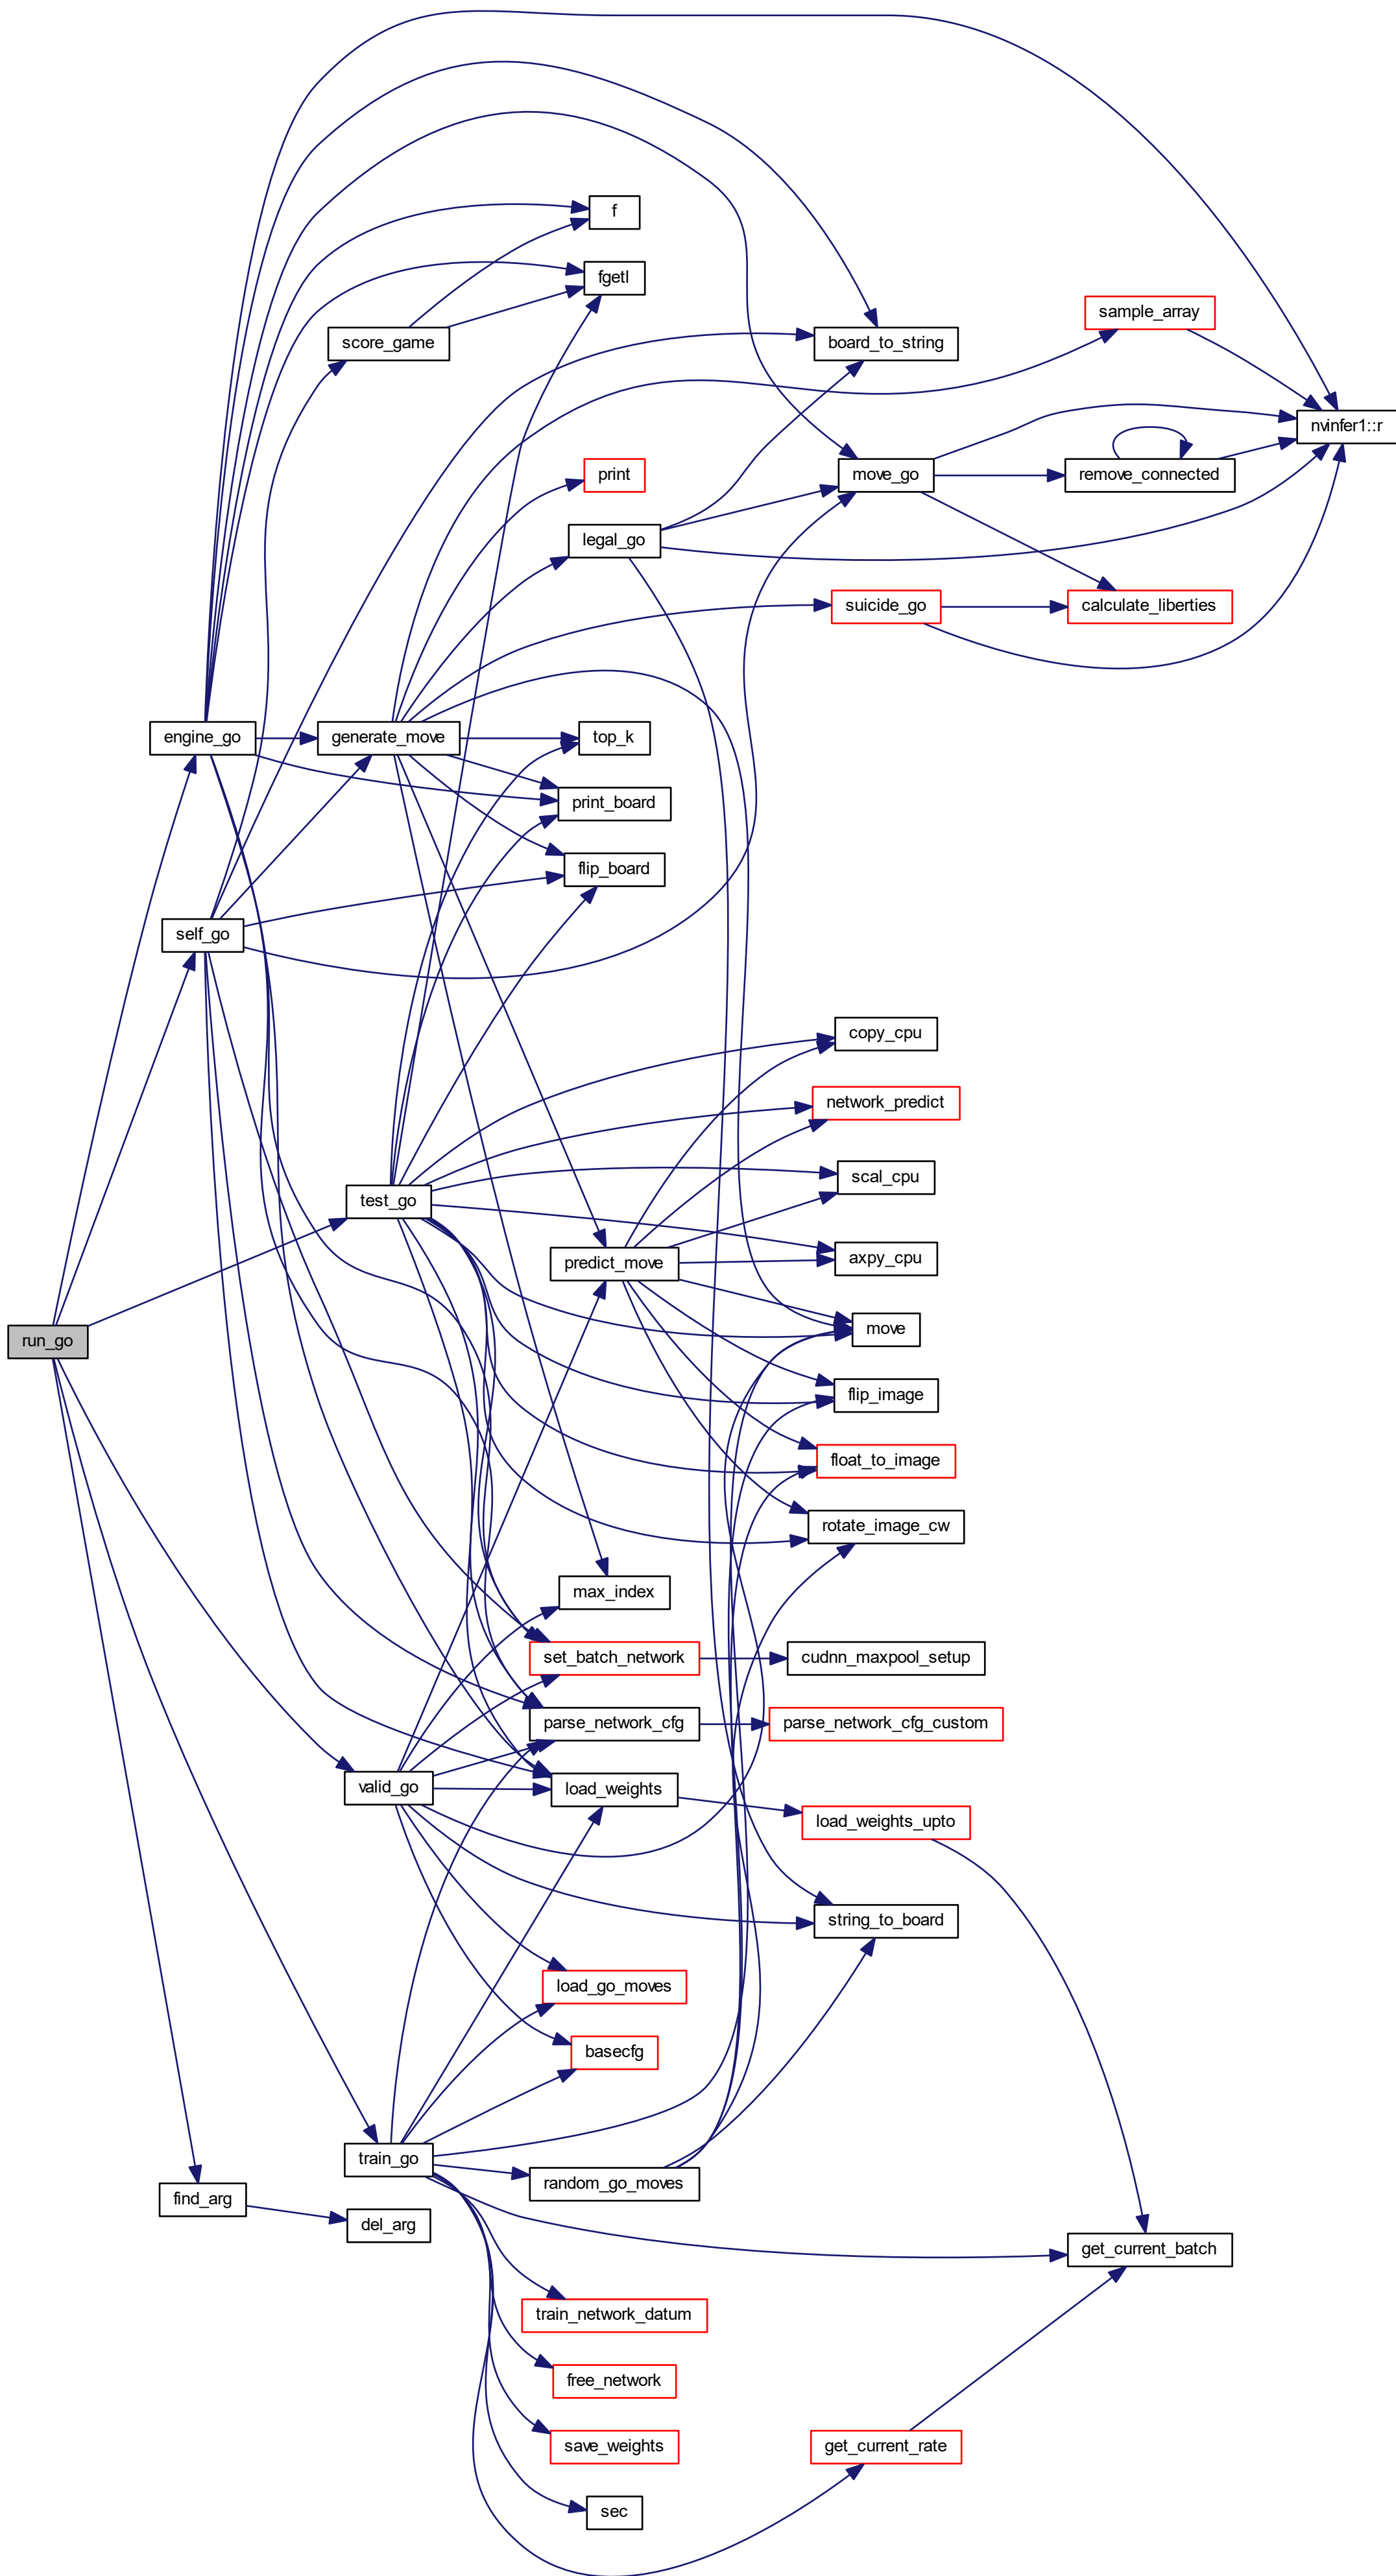 f
fgetl
sample_array
score_game
board_to_string
nvinfer1::r
print
move_go
remove_connected
legal_go
suicide_go
calculate_liberties
engine_go
generate_move
top_k
print_board
flip_board
self_go
copy_cpu
network_predict
scal_cpu
test_go
axpy_cpu
predict_move
move
run_go
flip_image
float_to_image
rotate_image_cw
max_index
set_batch_network
cudnn_maxpool_setup
parse_network_cfg
parse_network_cfg_custom
valid_go
load_weights
load_weights_upto
string_to_board
load_go_moves
basecfg
train_go
random_go_moves
find_arg
del_arg
get_current_batch
train_network_datum
free_network
save_weights
get_current_rate
sec